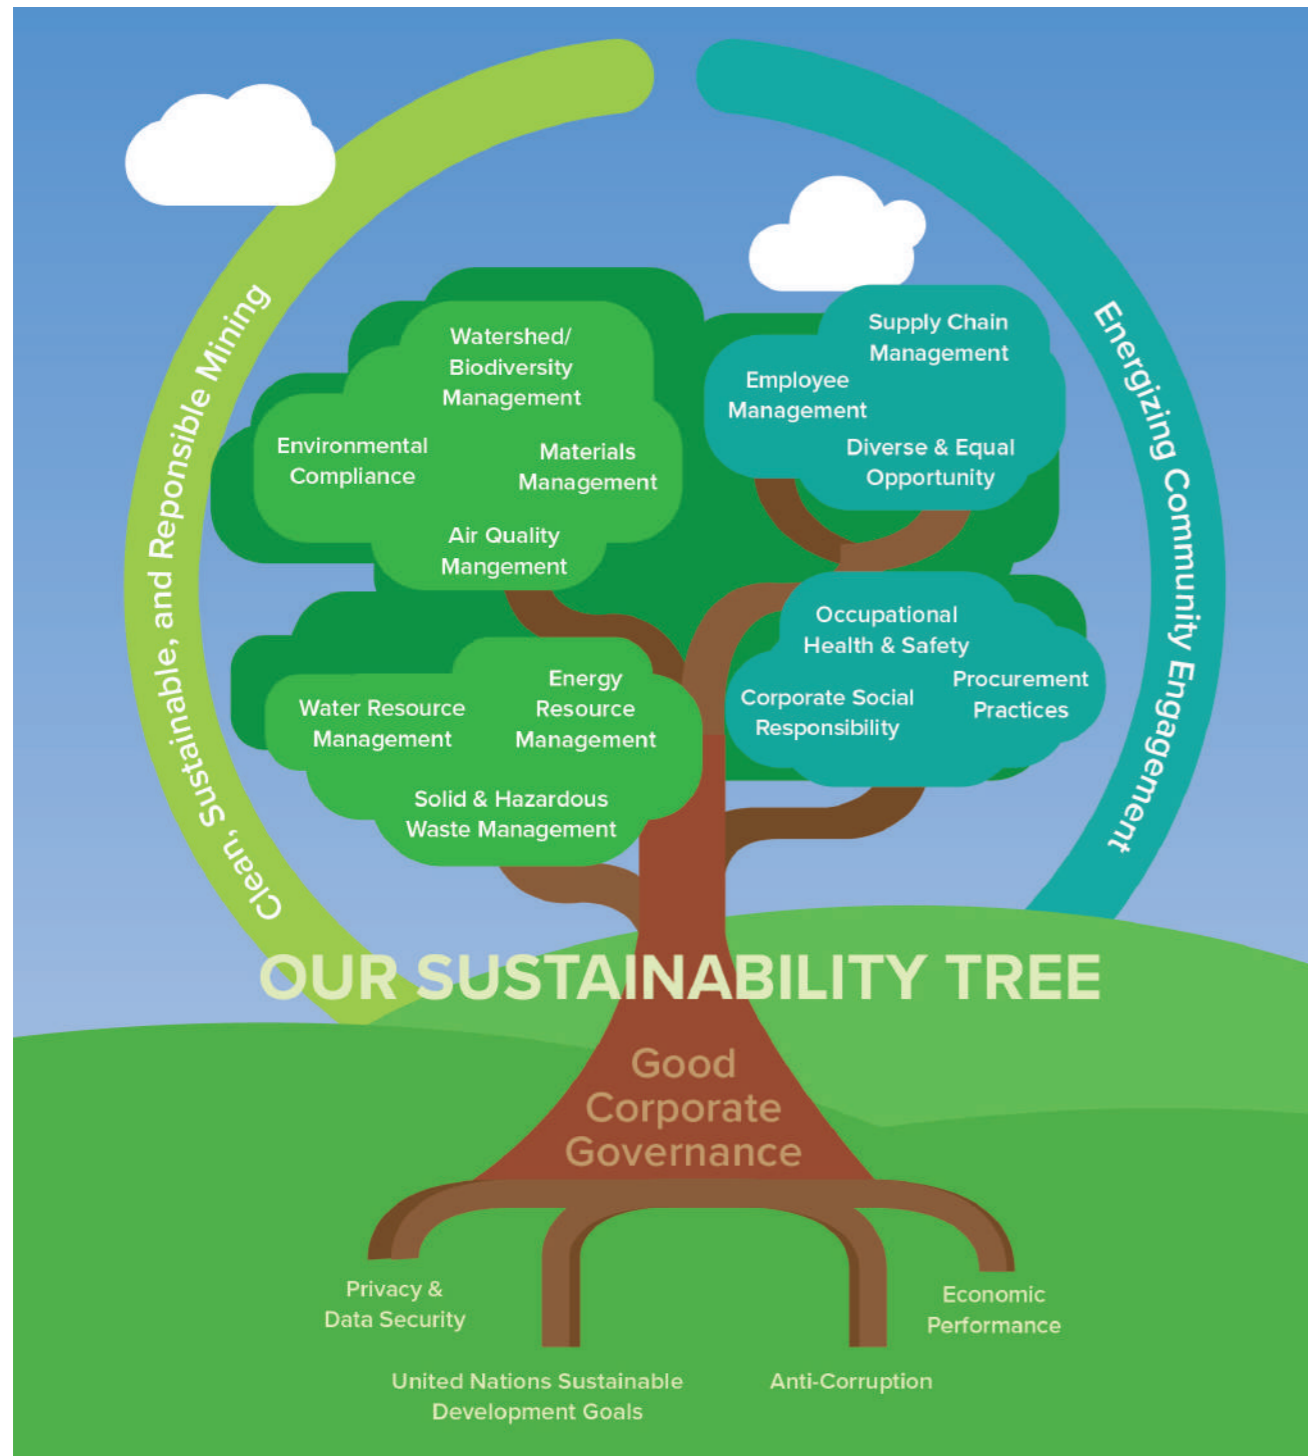 Clean, Sustainable, and Reponsible Mining
Energizing Community Engagement
Watershed/
Biodiversity
Management
Environmental
Compliance
Materials
Management
Air Quality
Mangement
Supply Chain
Management
Employee
Management
Diverse & Equal
Opportunity
Water Resource
Management
Energy
Resource
Management
Solid & Hazardous
Waste Management
Occupational
Health & Safety
Corporate Social
Responsibility
Procurement
Practices
OUR SUSTAINABILITY TREE
Good
Corporate
Governance
Privacy &
Data Security
United Nations Sustainable
Development Goals
Anti-Corruption
Economic
Performance